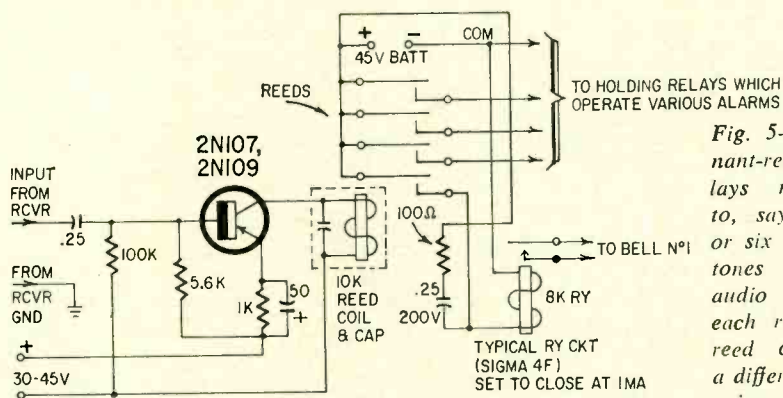 +
−
COM
45V BATT
REEDS
TO HOLDING RELAYS WHICH
OPERATE VARIOUS ALARMS
2N107,
2N109
INPUT
FROM
RCVR
.25
100K
5.6K
1K
50
+
FROM
RCVR
GND
+
30-45V
10K
REED
COIL
& CAP
100Ω
.25
200V
TO BELL Nº1
8K RY
TYPICAL RY CKT
(SIGMA 4F)
SET TO CLOSE AT 1MA
Fig. 5-
nant-re
lays
to, say
or six
tones
audio
each r
reed
a differ